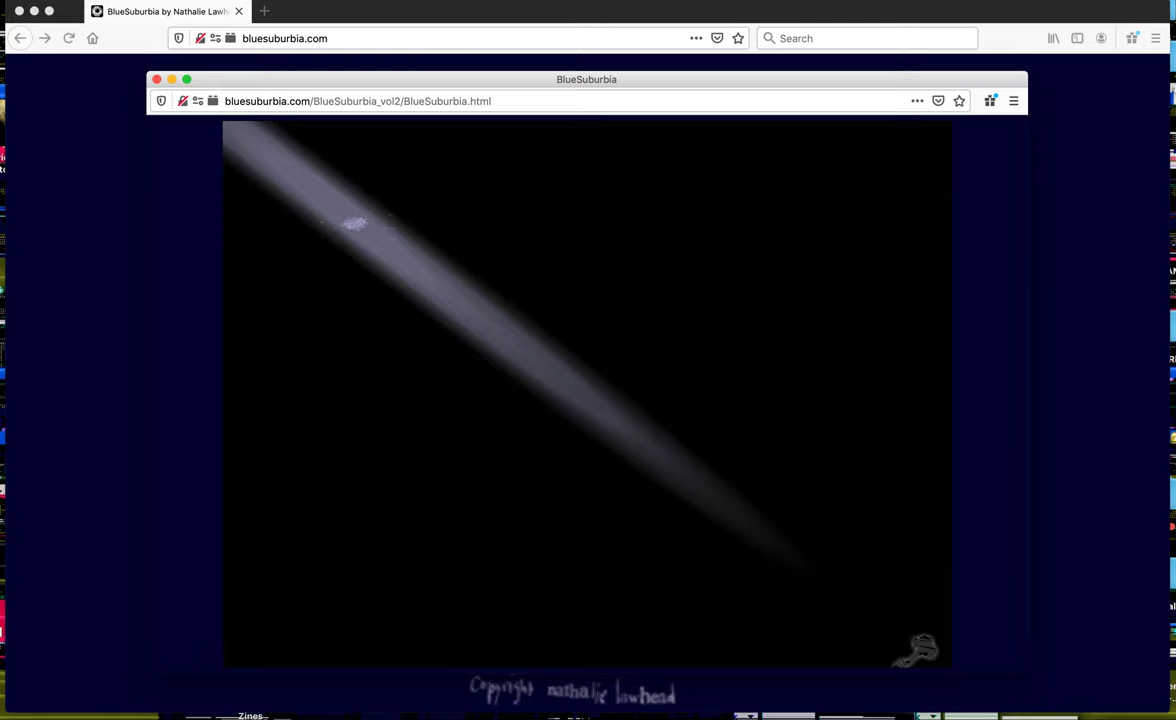 BlueSuburbia by Nathalie Lawh
bluesuburbia.com
Search
BlueSuburbia
bluesuburbia.com/BlueSuburbia_vol2/BlueSuburbia.html
Copyright nathalie lawhead
Zines